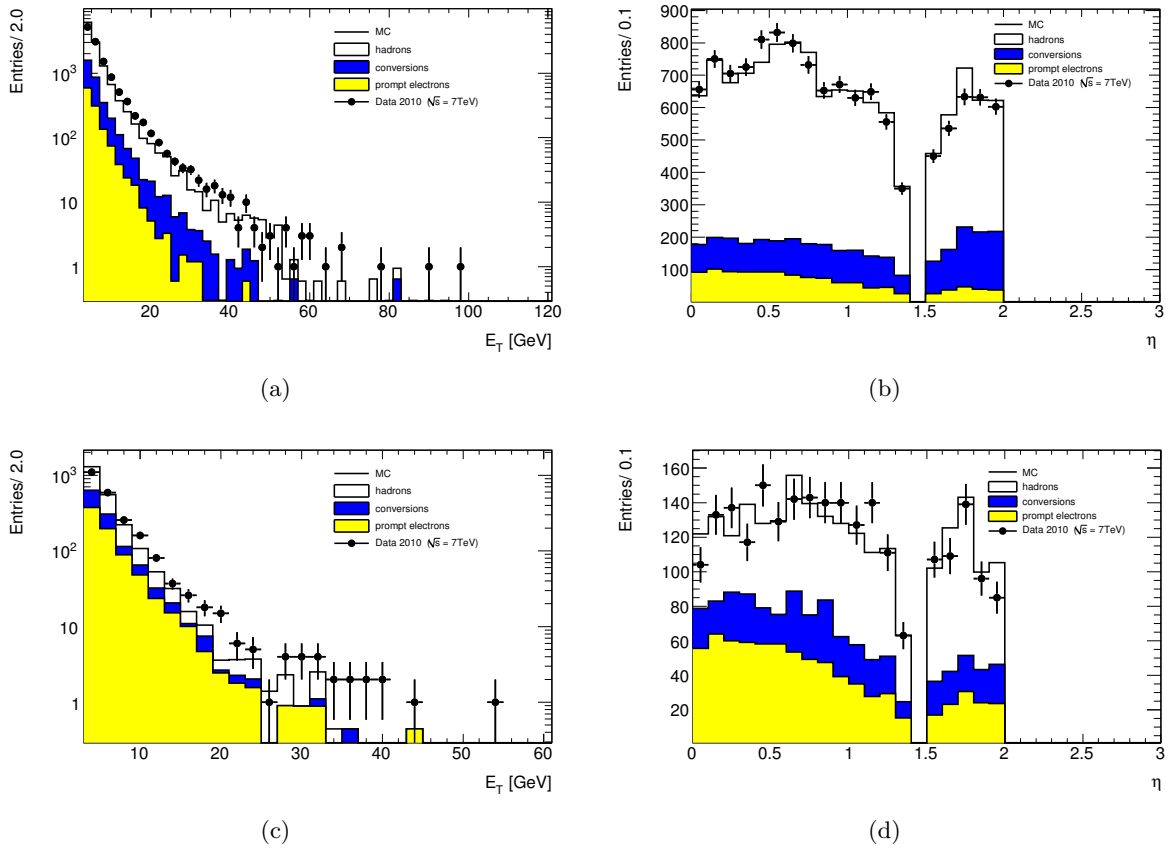 Entries/ 2.0
10³
10²
10
1
20 40 60 80 100 120
E_T [GeV]
MC
hadrons
conversions
prompt electrons
Data 2010 (√s = 7TeV)
(a)
Entries/ 0.1
900
800
700
600
500
400
300
200
100
0 0.5 1 1.5 2 2.5 3
η
MC
hadrons
conversions
prompt electrons
Data 2010 (√s = 7TeV)
(b)
Entries/ 2.0
10³
10²
10
1
10 20 30 40 50 60
E_T [GeV]
MC
hadrons
conversions
prompt electrons
Data 2010 (√s = 7TeV)
(c)
Entries/ 0.1
160
140
120
100
80
60
40
20
0 0.5 1 1.5 2 2.5 3
η
MC
hadrons
conversions
prompt electrons
Data 2010 (√s = 7TeV)
(d)